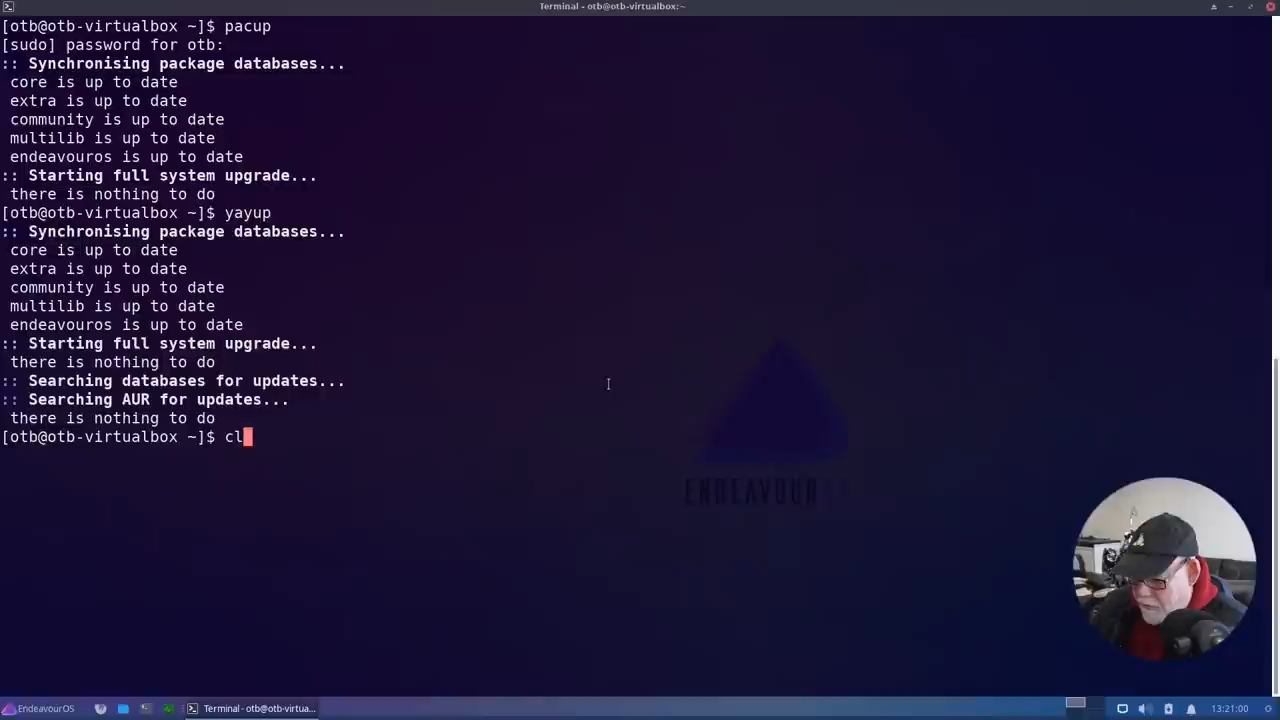 Terminal - otb@otb-virtualbox:~
[otb@otb-virtualbox ~]$ pacup
[sudo] password for otb:
:: Synchronising package databases...
core is up to date
extra is up to date
community is up to date
multilib is up to date
endeavouros is up to date
:: Starting full system upgrade...
there is nothing to do
[otb@otb-virtualbox ~]$ yayup
:: Synchronising package databases...
core is up to date
extra is up to date
community is up to date
multilib is up to date
endeavouros is up to date
:: Starting full system upgrade...
there is nothing to do
:: Searching databases for updates...
:: Searching AUR for updates...
there is nothing to do
[otb@otb-virtualbox ~]$ cl
ENDEAVOUR
EndeavourOS
Terminal - otb@otb-virtua...
13:21:00